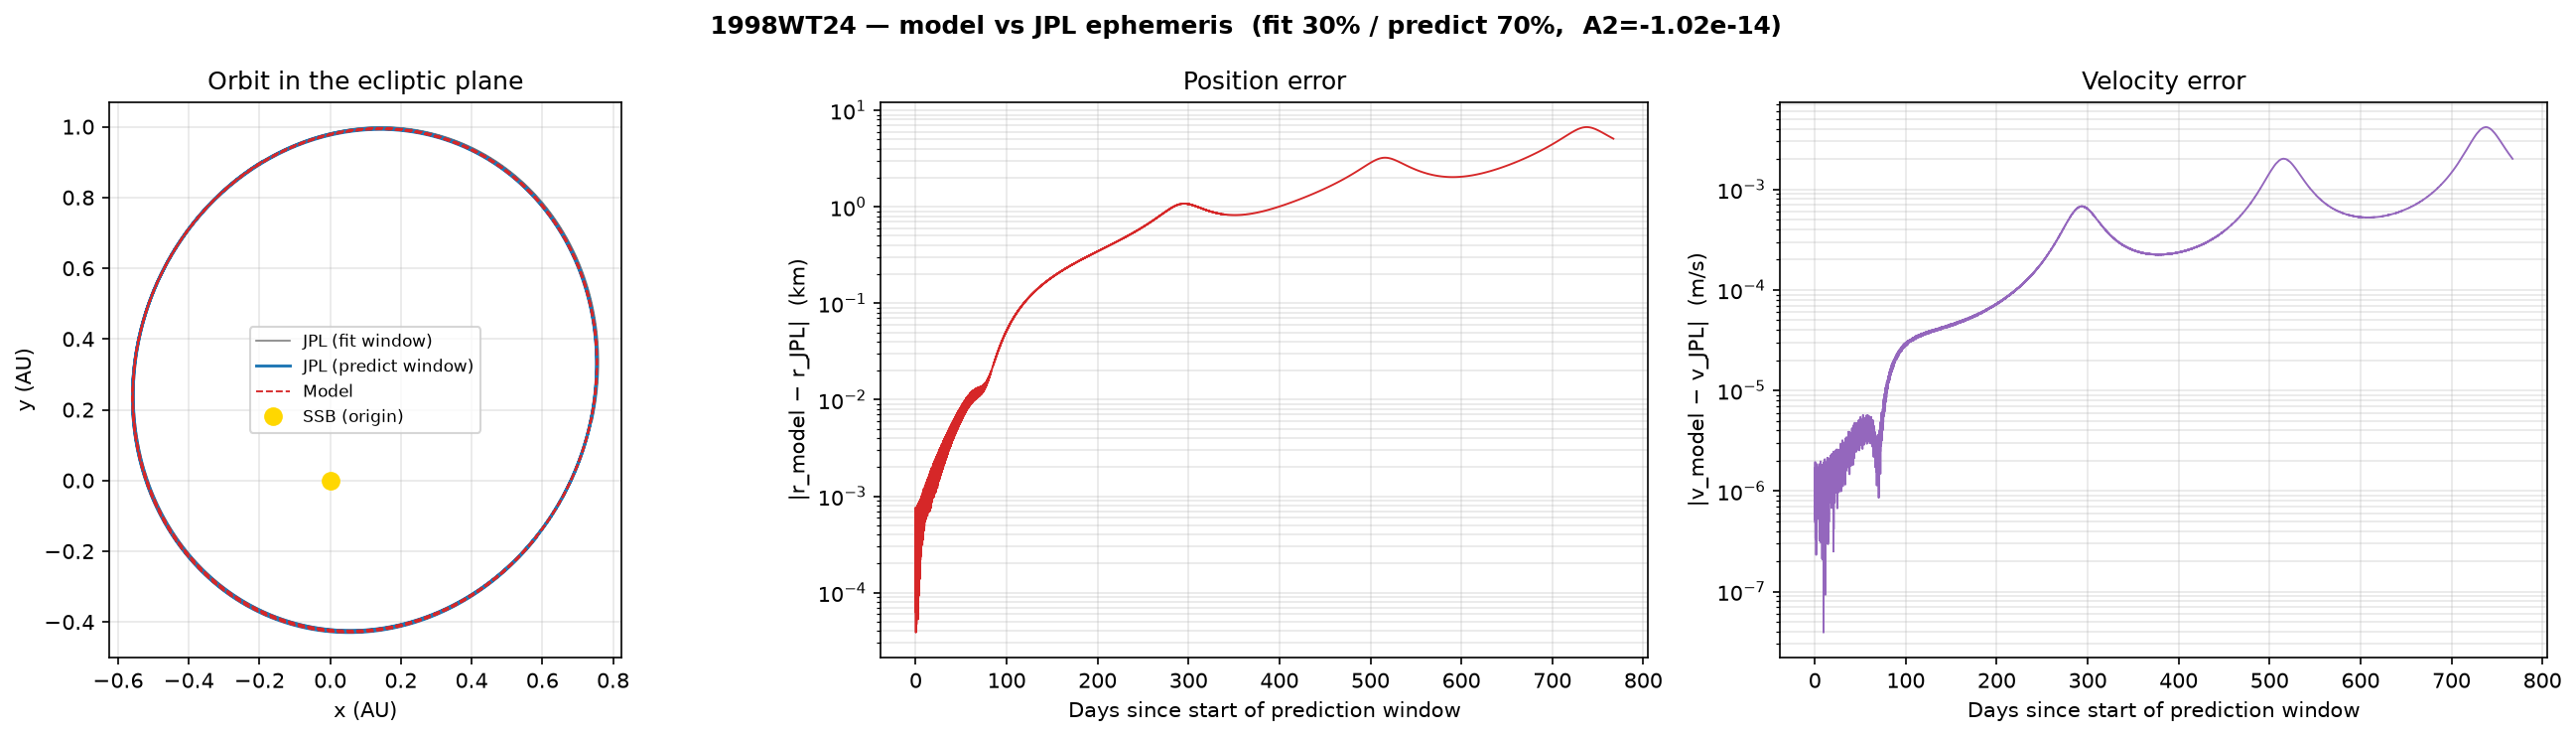 1998WT24 — model vs JPL ephemeris  (fit 30% / predict 70%,  A2=-1.02e-14)
Orbit in the ecliptic plane
y (AU)
1.0
0.8
0.6
0.4
0.2
0.0
−0.2
−0.4
JPL (fit window)
JPL (predict window)
Model
SSB (origin)
−0.6 −0.4 −0.2 0.0 0.2 0.4 0.6 0.8
x (AU)
Position error
|r_model − r_JPL|  (km)
10¹
10⁰
10⁻¹
10⁻²
10⁻³
10⁻⁴
0 100 200 300 400 500 600 700 800
Days since start of prediction window
Velocity error
|v_model − v_JPL|  (m/s)
10⁻³
10⁻⁴
10⁻⁵
10⁻⁶
10⁻⁷
0 100 200 300 400 500 600 700 800
Days since start of prediction window